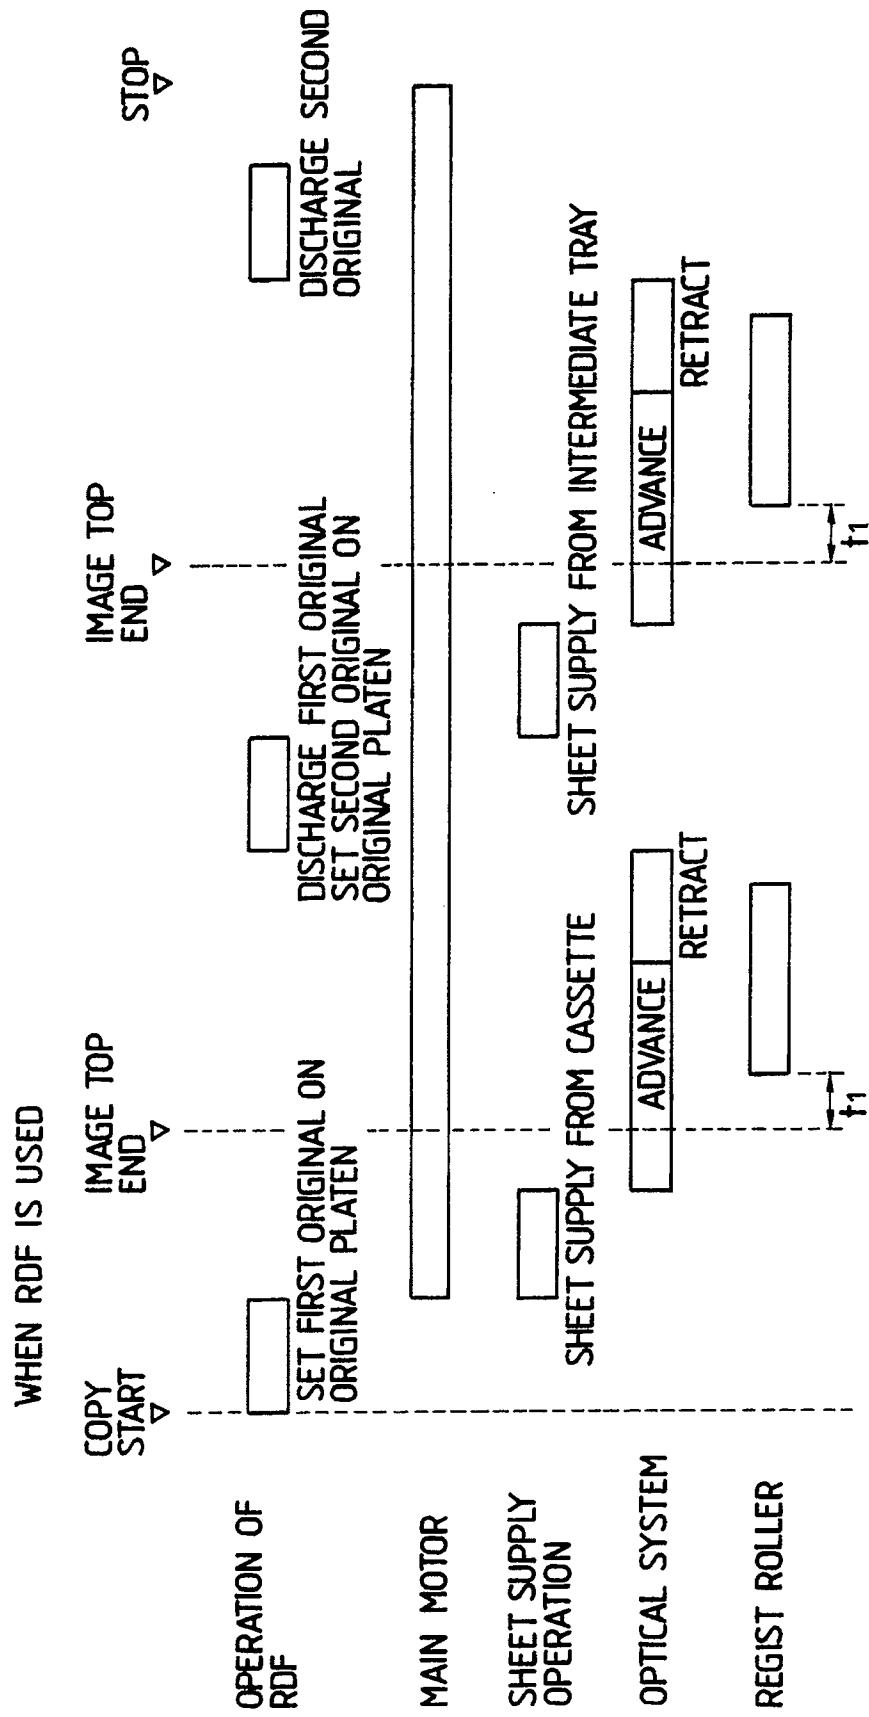 WHEN RDF IS USED
COPY
START
IMAGE TOP
END
IMAGE TOP
END
STOP
OPERATION OF
RDF
SET FIRST ORIGINAL ON
ORIGINAL PLATEN
DISCHARGE FIRST ORIGINAL
SET SECOND ORIGINAL ON
ORIGINAL PLATEN
DISCHARGE SECOND
ORIGINAL
MAIN MOTOR
SHEET SUPPLY
OPERATION
SHEET SUPPLY FROM CASSETTE
SHEET SUPPLY FROM INTERMEDIATE TRAY
OPTICAL SYSTEM
ADVANCE
RETRACT
ADVANCE
RETRACT
REGIST ROLLER
t1
t1